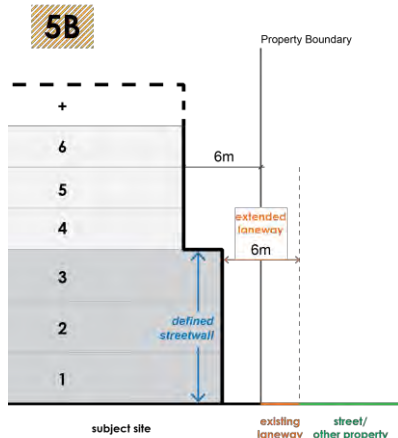 5B
Property Boundary
+
6
6m
5
extended
laneway
4
6m
3
defined
streetwall
2
1
subject site
existing
laneway
street/
other property